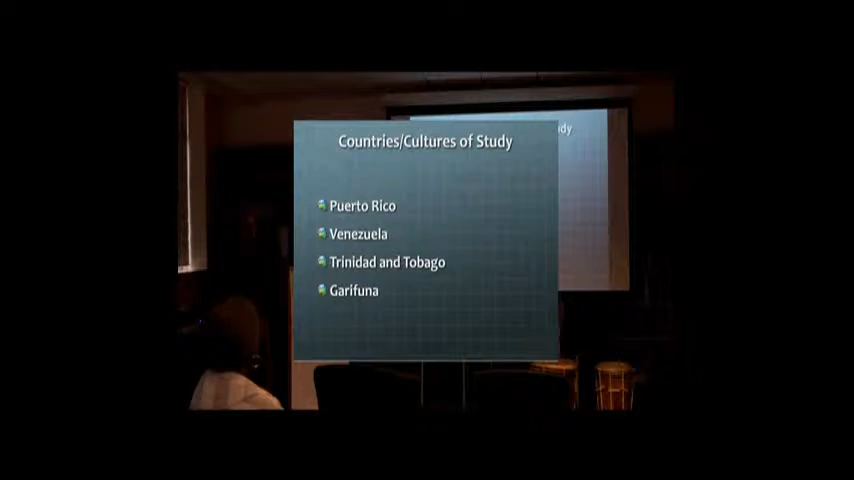 Countries/Cultures of Study
Puerto Rico
Venezuela
Trinidad and Tobago
Garifuna